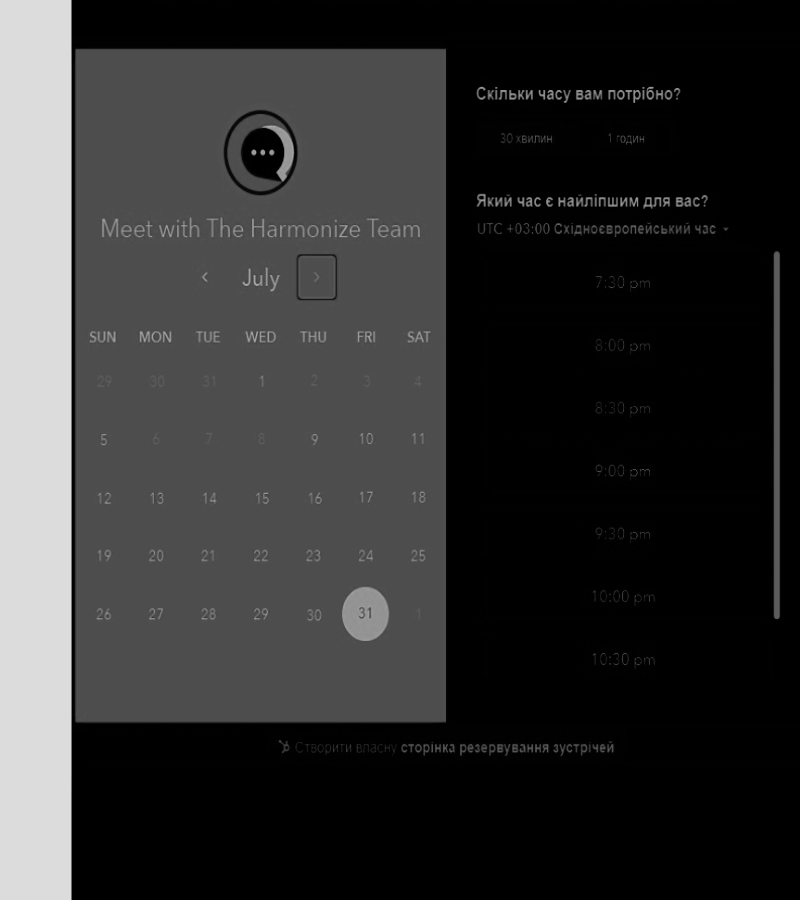 Meet with The Harmonize Team
July
SUN MON TUE WED THU FRI SAT
29 30 31 1 2 3 4
5 6 7 8 9 10 11
12 13 14 15 16 17 18
19 20 21 22 23 24 25
26 27 28 29 30 31 1
Скільки часу вам потрібно?
30 хвилин 1 годин
Який час є найліпшим для вас?
UTC +03:00 Східноєвропейський час
7:30 pm
8:00 pm
8:30 pm
9:00 pm
9:30 pm
10:00 pm
10:30 pm
Створити власну сторінка резервування зустрічей